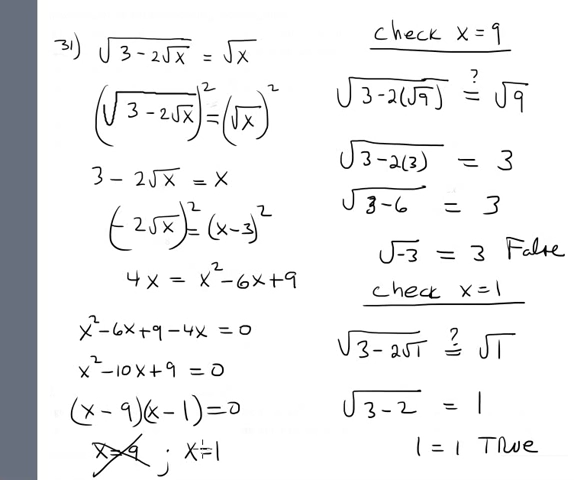 31) √(3 - 2√x) = √x
(√(3 - 2√x))² = (√x)²
3 - 2√x = x
(-2√x)² = (x - 3)²
4x = x² - 6x + 9
x² - 6x + 9 - 4x = 0
x² - 10x + 9 = 0
(x - 9)(x - 1) = 0
x = 9 ; x = 1
check x = 9
√(3 - 2(√9)) ?= √9
√(3 - 2(3)) = 3
√(3 - 6) = 3
√-3 = 3 False
check x = 1
√(3 - 2√1) ?= √1
√(3 - 2) = 1
1 = 1 True